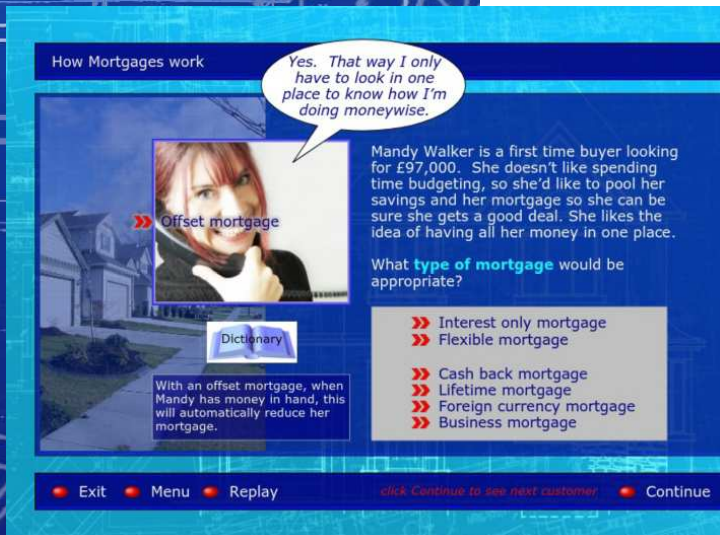 How Mortgages work
Yes. That way I only
have to look in one
place to know how I'm
doing moneywise.
Offset mortgage
Dictionary
With an offset mortgage, when
Mandy has money in hand, this
will automatically reduce her
mortgage.
Mandy Walker is a first time buyer looking
for £97,000. She doesn't like spending
time budgeting, so she'd like to pool her
savings and her mortgage so she can be
sure she gets a good deal. She likes the
idea of having all her money in one place.
What type of mortgage would be
appropriate?
Interest only mortgage
Flexible mortgage
Cash back mortgage
Lifetime mortgage
Foreign currency mortgage
Business mortgage
Exit
Menu
Replay
click Continue to see next customer
Continue